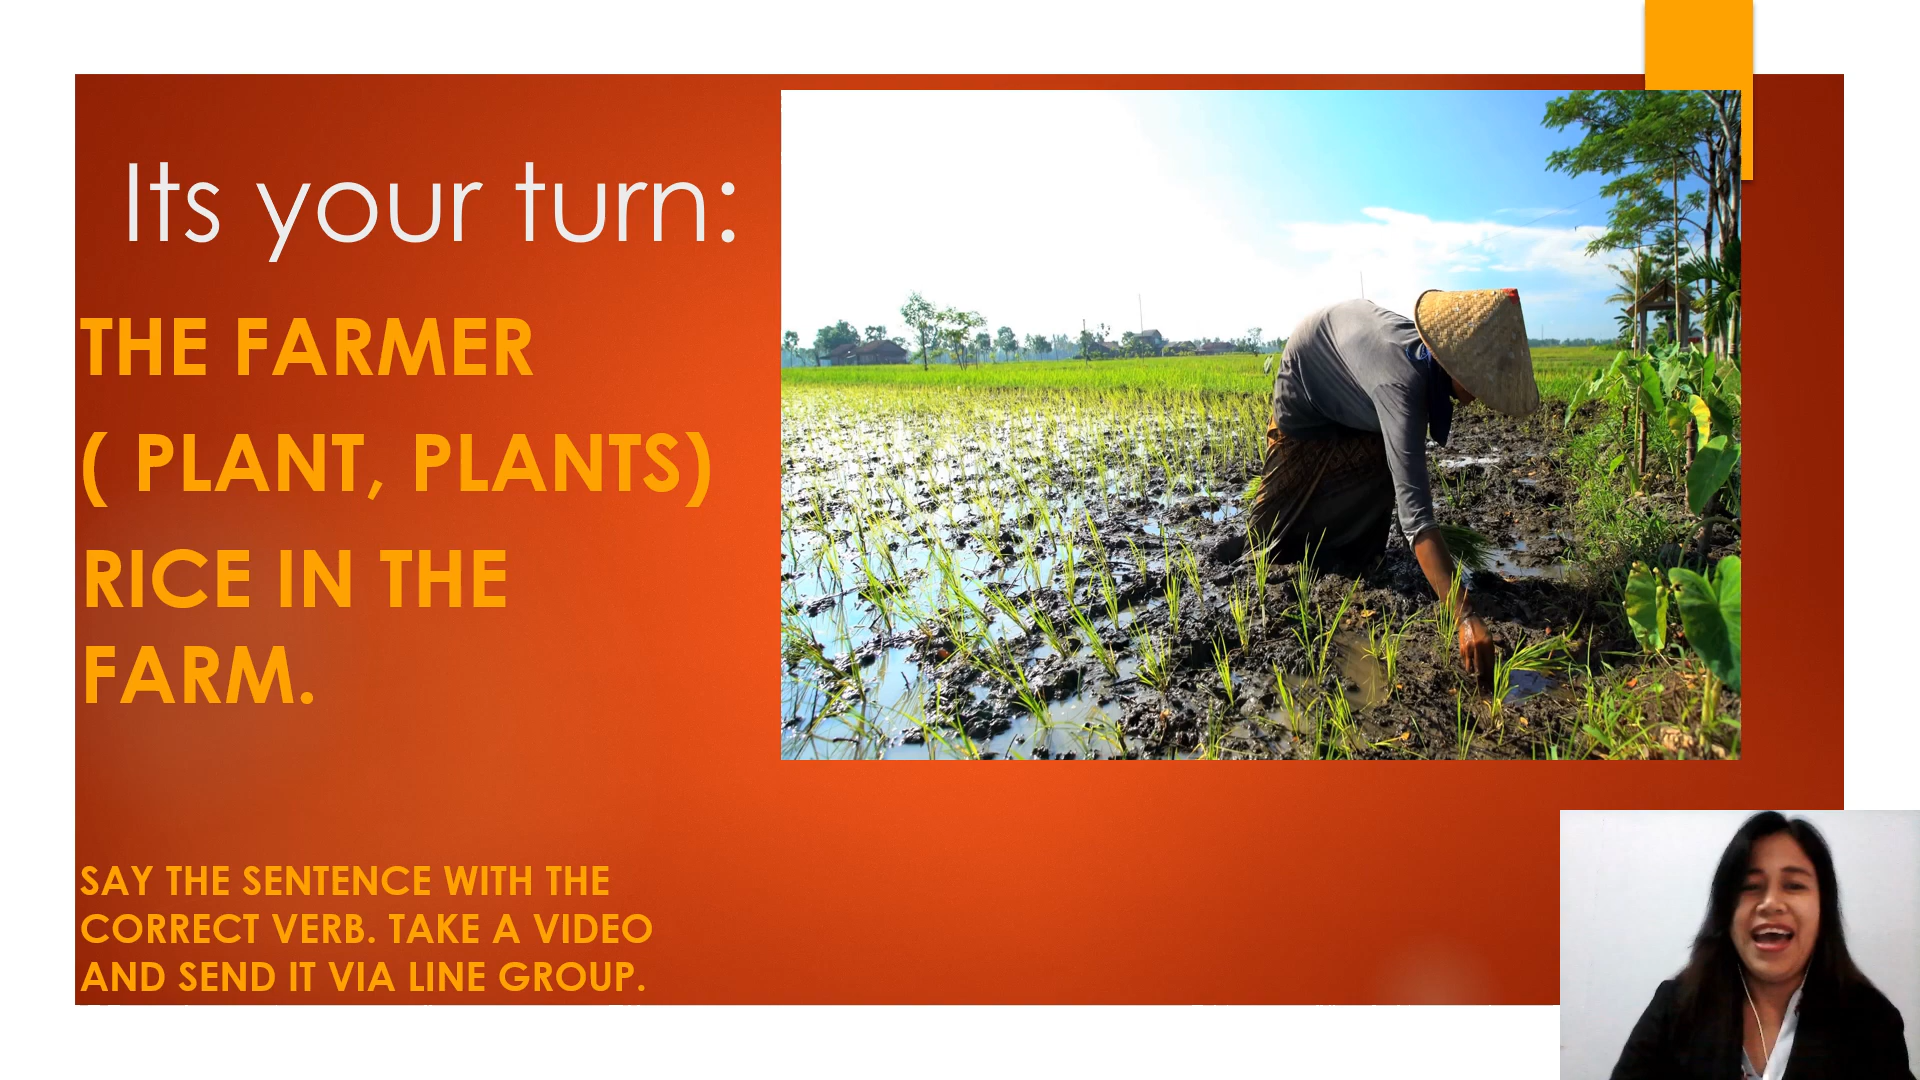 Its your turn:
THE FARMER
( PLANT, PLANTS)
RICE IN THE
FARM.
SAY THE SENTENCE WITH THE
CORRECT VERB. TAKE A VIDEO
AND SEND IT VIA LINE GROUP.